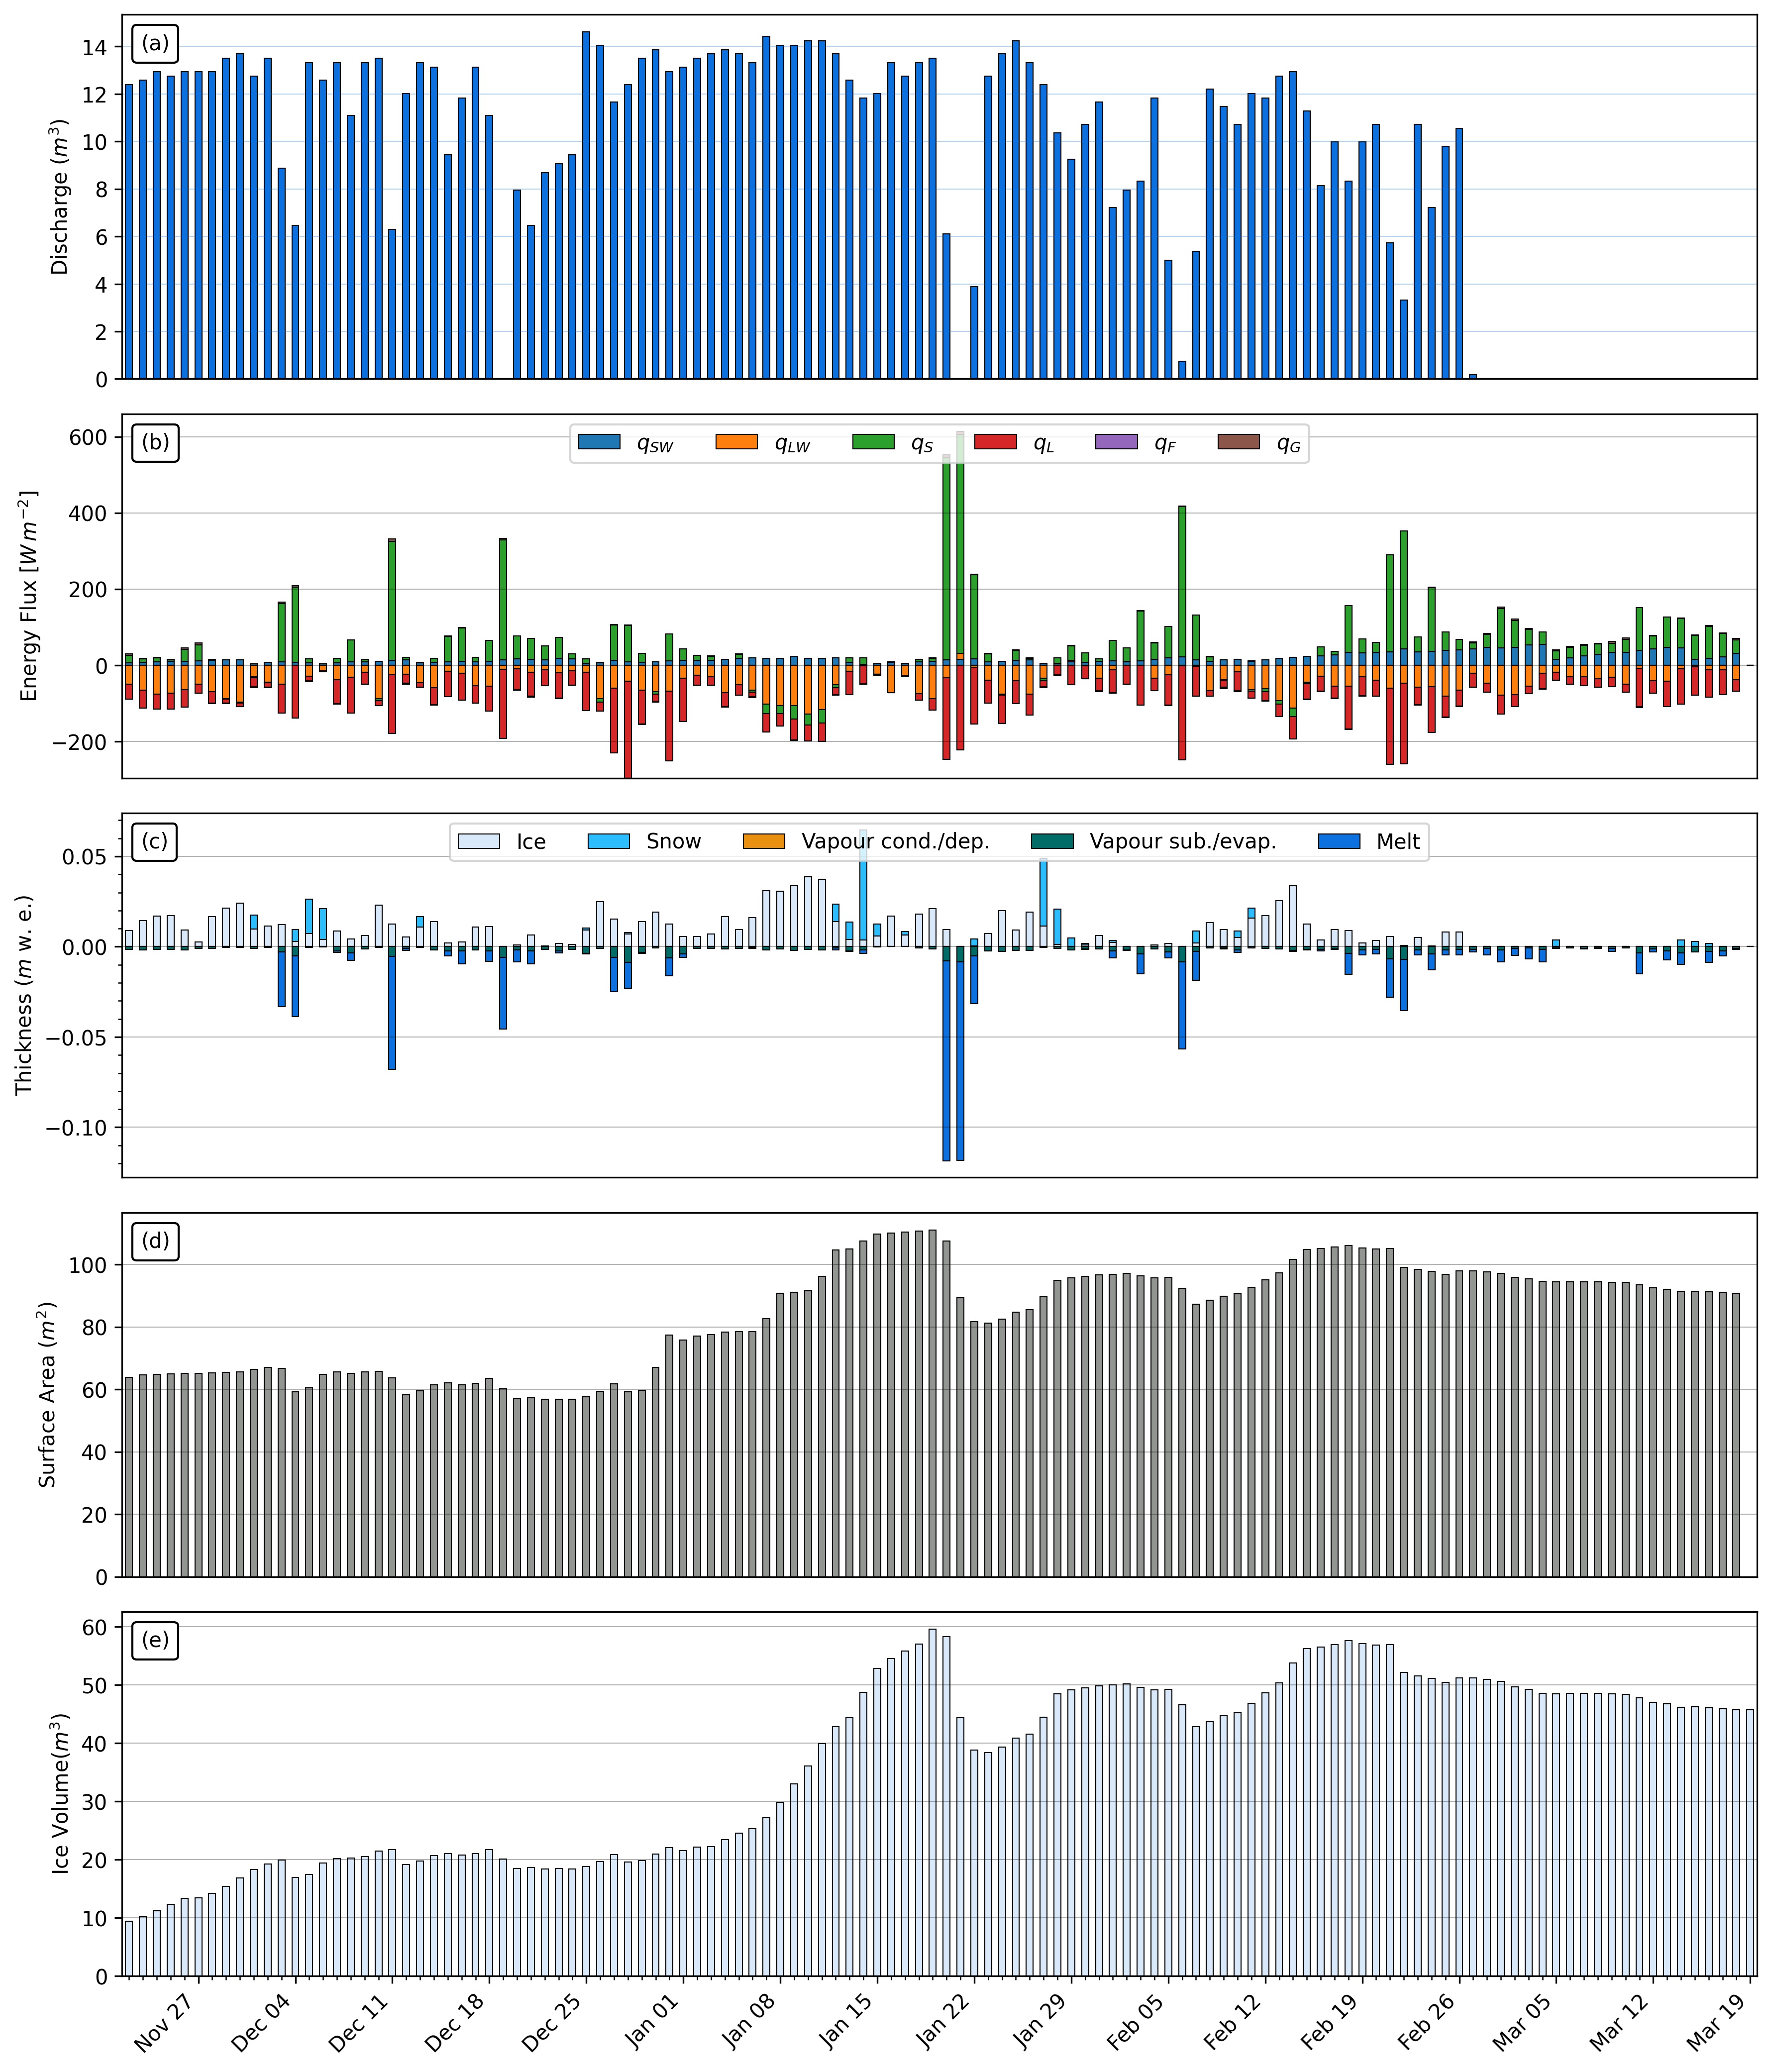 (a)
14
12
10
8
6
4
2
0
Discharge (m³)
(b)
q_SW q_LW q_S q_L q_F q_G
600
400
200
0
−200
Energy Flux [W m⁻²]
(c)
Ice Snow Vapour cond./dep. Vapour sub./evap. Melt
0.05
0.00
−0.05
−0.10
Thickness (m w. e.)
(d)
100
80
60
40
20
0
Surface Area (m²)
(e)
60
50
40
30
20
10
0
Ice Volume(m³)
Nov 27 Dec 04 Dec 11 Dec 18 Dec 25 Jan 01 Jan 08 Jan 15 Jan 22 Jan 29 Feb 05 Feb 12 Feb 19 Feb 26 Mar 05 Mar 12 Mar 19